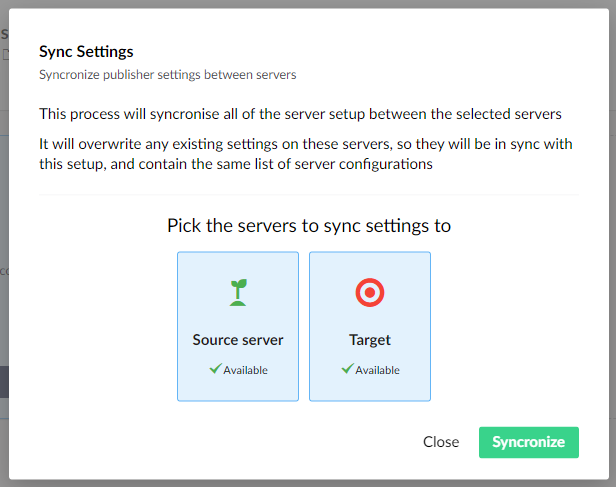 Sync Settings
Syncronize publisher settings between servers
This process will syncronise all of the server setup between the selected servers
It will overwrite any existing settings on these servers, so they will be in sync with
this setup, and contain the same list of server configurations
Pick the servers to sync settings to
Source server
Available
Target
Available
Close
Syncronize